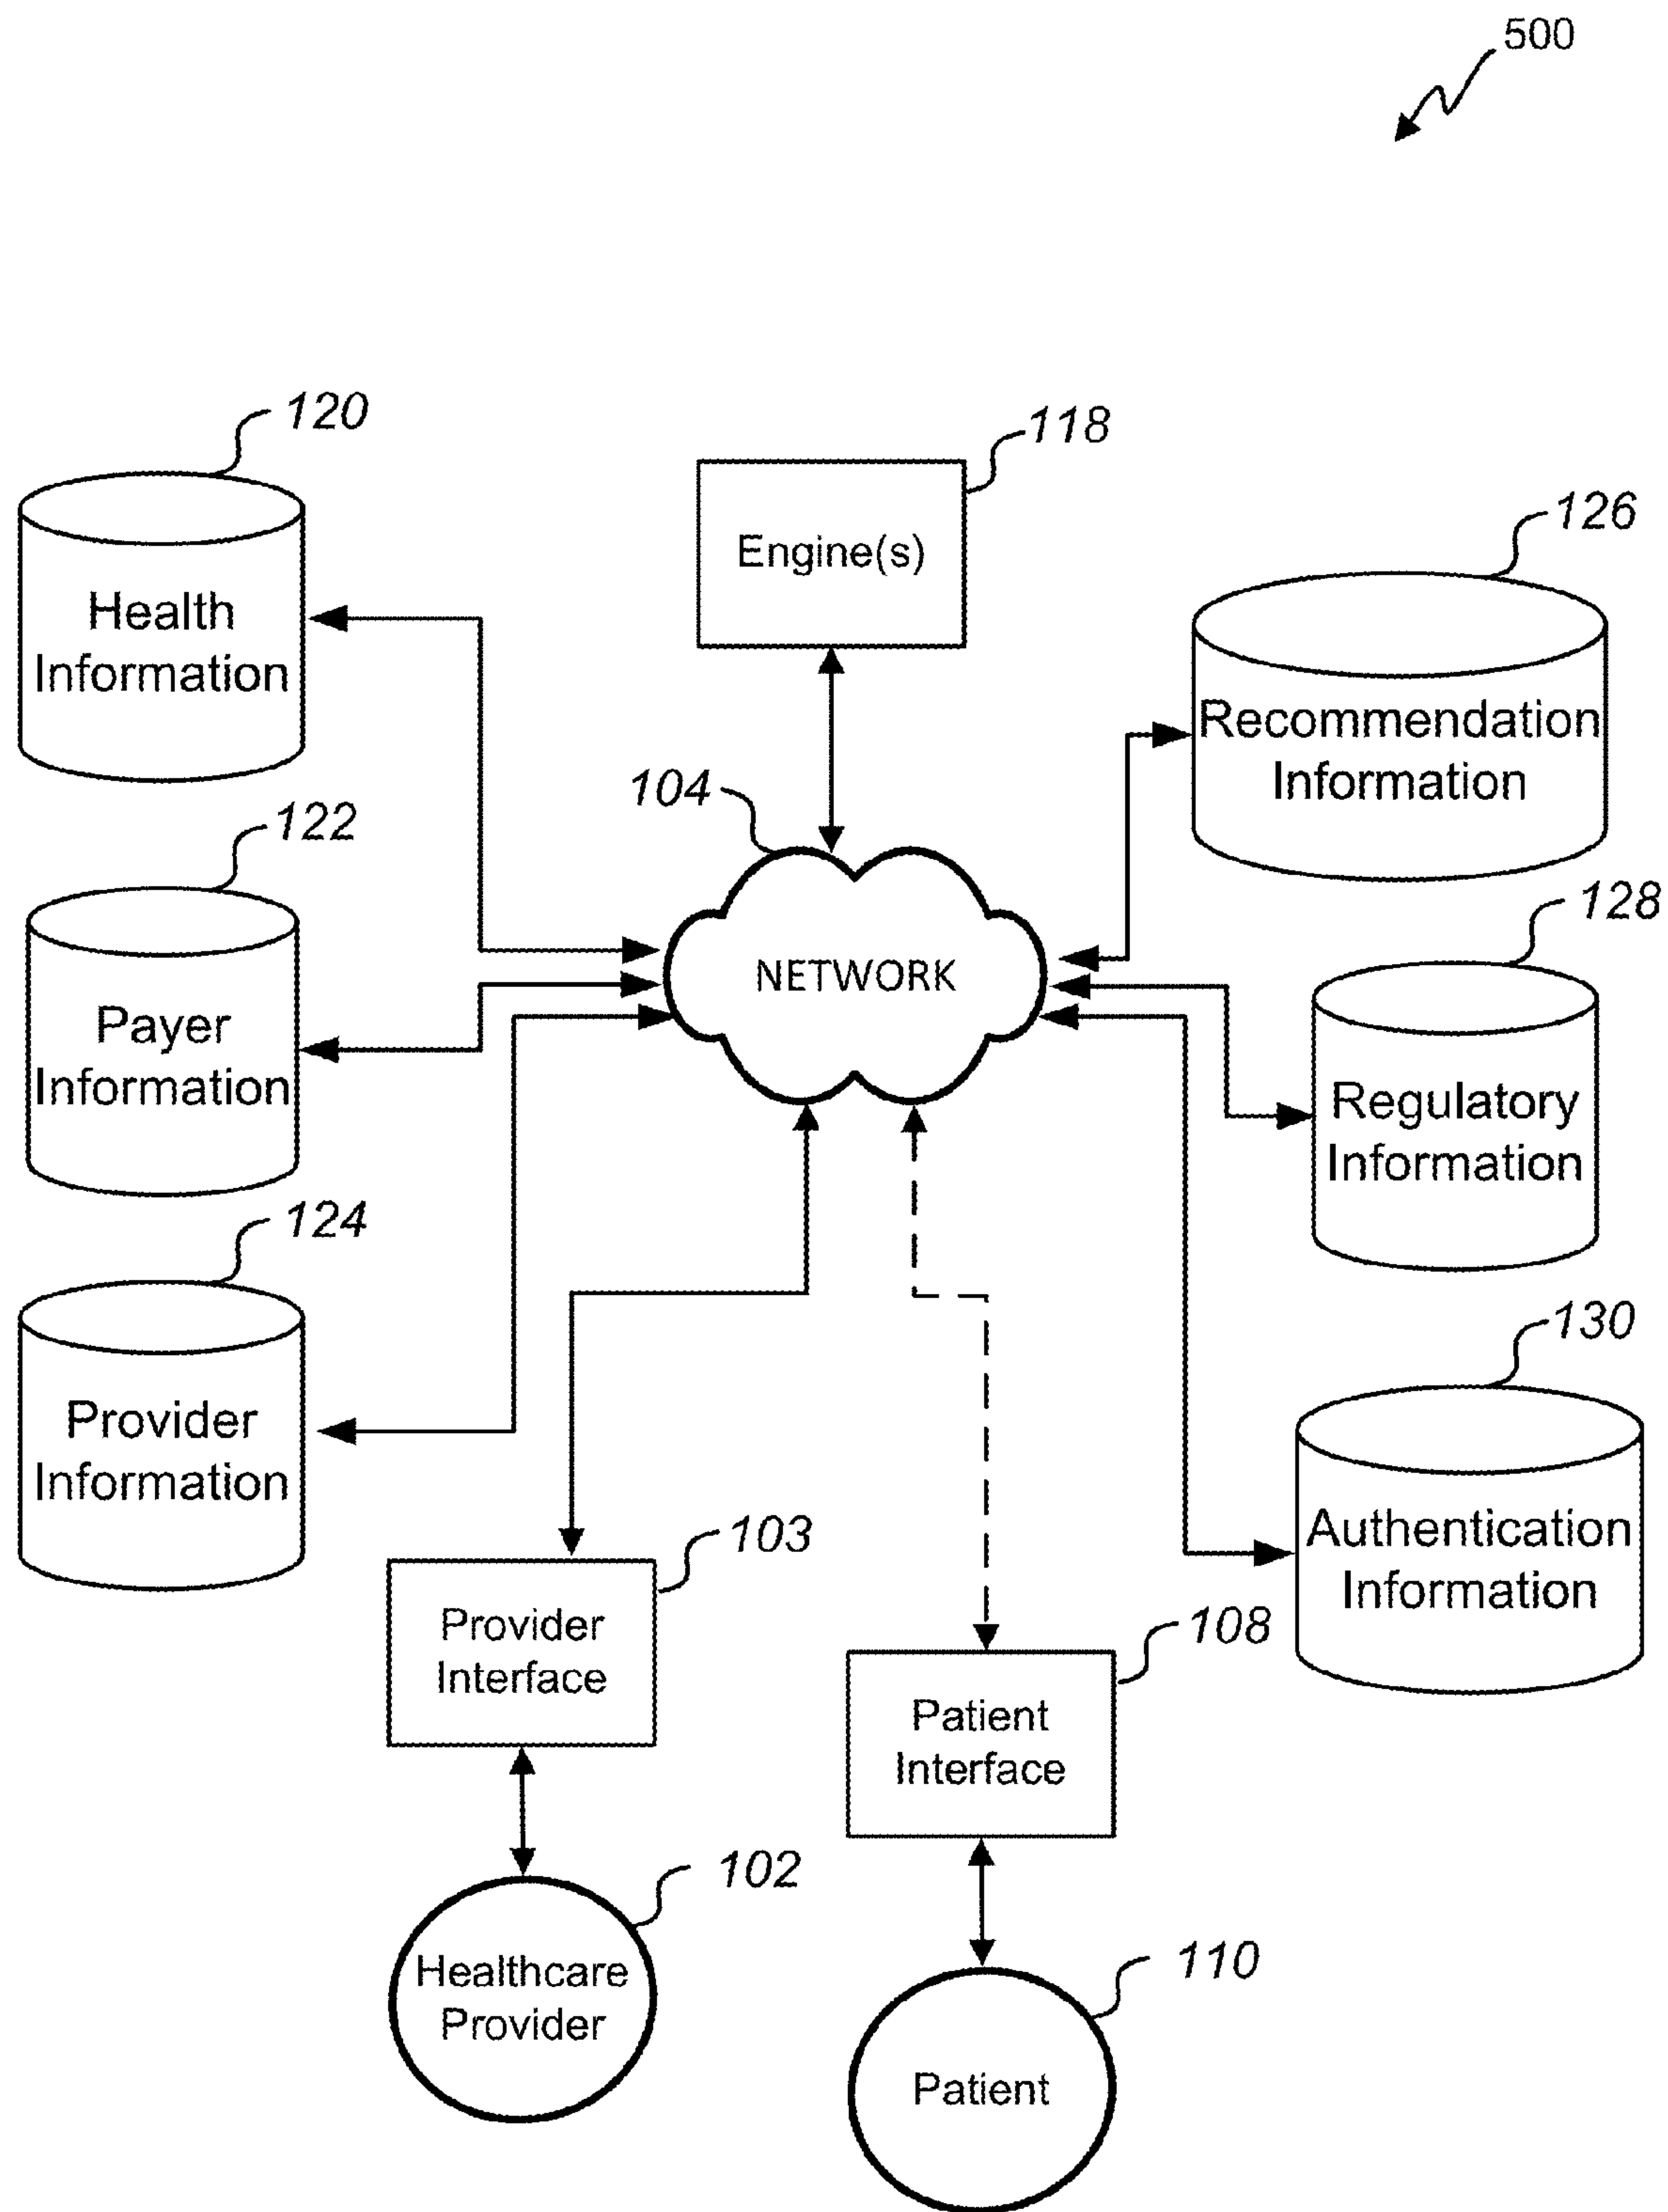 500
120
118
126
Health
Information
Engine(s)
Recommendation
Information
104
122
128
NETWORK
Payer
Information
Regulatory
Information
124
130
Provider
Information
Authentication
Information
103
Provider
Interface
108
Patient
Interface
102
Healthcare
Provider
110
Patient